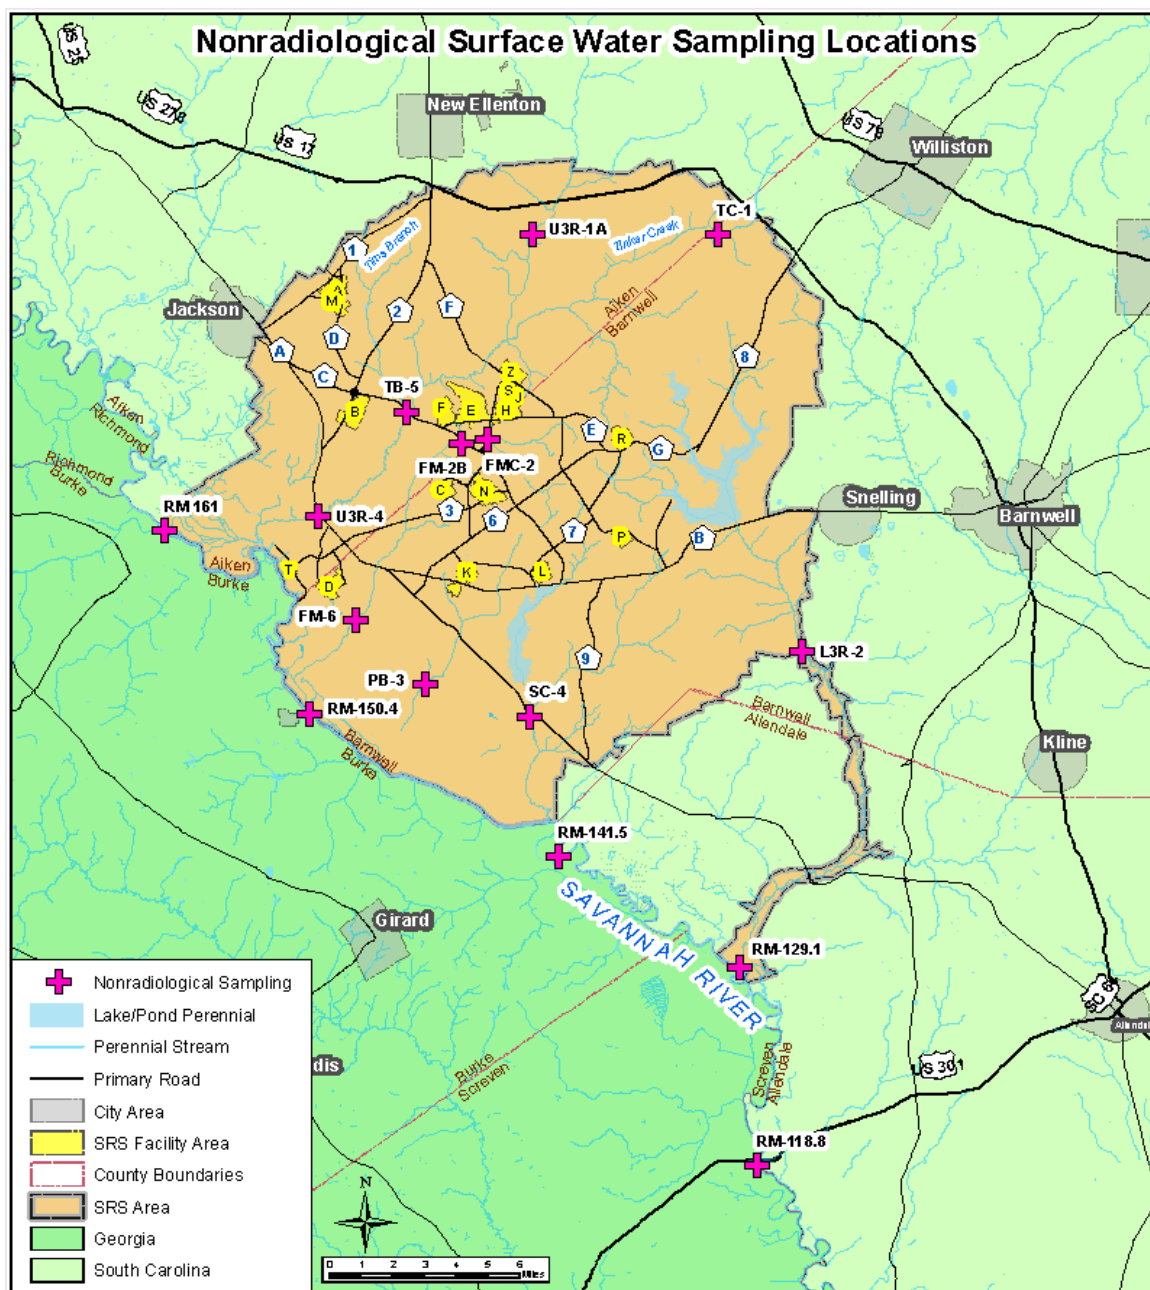 Nonradiological Surface Water Sampling Locations
US 25
New Ellenton
US 278
US 78
US 17
Williston
TC-1
U3R-1A
Tinker Creek
1
Tims Branch
A
M
Jackson
2
F
Aiken
Barnwell
D
A
8
C
Z
TB-5
S
J
B
F
E
H
Aiken
Richmond
E
R
G
FM-2B
FMC-2
Richmond
Burke
C
N
Snelling
RM 161
U3R-4
3
6
7
Barnwell
P
B
Aiken
Burke
T
D
K
L
FM-6
9
L3R-2
PB-3
SC-4
RM-150.4
Barnwell
Allendale
Barnwell
Burke
Kline
RM-141.5
SAVANNAH RIVER
Girard
RM-129.1
Nonradiological Sampling
Lake/Pond Perennial
Perennial Stream
Primary Road
City Area
SRS Facility Area
County Boundaries
SRS Area
Georgia
South Carolina
dis
Burke
Screven
Screven
Allendale
Allendale
US 301
RM-118.8
N
0 1 2 3 4 5 6
Miles